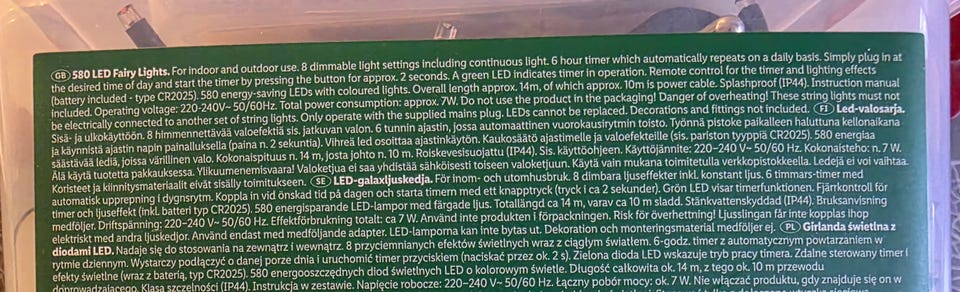 GB 580 LED Fairy Lights. For indoor and outdoor use. 8 dimmable light settings including continuous light. 6 hour timer which automatically repeats on a daily basis. Simply plug in at
the desired time of day and start the timer by pressing the button for approx. 2 seconds. A green LED indicates timer in operation. Remote control for the timer and lighting effects
(battery included - type CR2025). 580 energy-saving LEDs with coloured lights. Overall length approx. 14m, of which approx. 10m is power cable. Splashproof (IP44). Instruction manual
included. Operating voltage: 220-240V~ 50/60Hz. Total power consumption: approx. 7W. Do not use the product in the packaging! Danger of overheating! These string lights must not
be electrically connected to another set of string lights. Only operate with the supplied mains plug. LEDs cannot be replaced. Decorations and fittings not included. FI Led-valosarja.
Sisä- ja ulkokäyttöön. 8 himmennettävää valoefektiä sis. jatkuvan valon. 6 tunnin ajastin, jossa automaattinen vuorokausirytmin toisto. Työnnä pistoke paikalleen haluttuna kellonaikana
ja käynnistä ajastin napin painalluksella (paina n. 2 sekuntia). Vihreä led osoittaa ajastinkäytön. Kaukosäätö ajastimelle ja valoefekteille (sis. pariston tyyppiä CR2025). 580 energiaa
säästävää lediä, joissa värillinen valo. Kokonaispituus n. 14 m, josta johto n. 10 m. Roiskevesisuojattu (IP44). Sis. käyttöohjeen. Käyttöjännite: 220–240 V~ 50/60 Hz. Kokonaisteho: n. 7 W.
Älä käytä tuotetta pakkauksessa. Ylikuumenemisvaara! Valoketjua ei saa yhdistää sähköisesti toiseen valoketjuun. Käytä vain mukana toimitetulla verkkopistokkeella. Ledejä ei voi vaihtaa.
Koristeet ja kiinnitysmateriaalit eivät sisälly toimitukseen. SE LED-galaxljuskedja. För inom- och utomhusbruk. 8 dimbara ljuseffekter inkl. konstant ljus. 6 timmars-timer med
automatisk upprepning i dygnsrytm. Koppla in vid önskad tid på dagen och starta timern med ett knapptryck (tryck i ca 2 sekunder). Grön LED visar timerfunktionen. Fjärrkontroll för
timer och ljuseffekt (inkl. batteri typ CR2025). 580 energisparande LED-lampor med färgade ljus. Totallängd ca 14 m, varav ca 10 m sladd. Stänkvattenskyddad (IP44). Bruksanvisning
medföljer. Driftspänning: 220–240 V~ 50/60 Hz. Effektförbrukning totalt: ca 7 W. Använd inte produkten i förpackningen. Risk för överhettning! Ljusslingan får inte kopplas ihop
elektriskt med andra ljuskedjor. Använd endast med medföljande adapter. LED-lamporna kan inte bytas ut. Dekoration och monteringsmaterial medföljer ej. PL Girlanda świetlna z
diodami LED. Nadaje się do stosowania na zewnątrz i wewnątrz. 8 przyciemnianych efektów świetlnych wraz z ciągłym światłem. 6-godz. timer z automatycznym powtarzaniem w
rytmie dziennym. Wystarczy podłączyć o danej porze dnia i uruchomić timer przyciskiem (naciskać przez ok. 2 s). Zielona dioda LED wskazuje tryb pracy timera. Zdalne sterowany timer i
efekty świetlne (wraz z baterią, typ CR2025). 580 energooszczędnych diod świetlnych LED o kolorowym świetle. Długość całkowita ok. 14 m, z tego ok. 10 m przewodu
doprowadzającego. Klasa szczelności (IP44). Instrukcja w zestawie. Napięcie robocze: 220–240 V~ 50/60 Hz. Łączny pobór mocy: ok. 7 W. Nie włączać produktu, gdy znajduje się on w